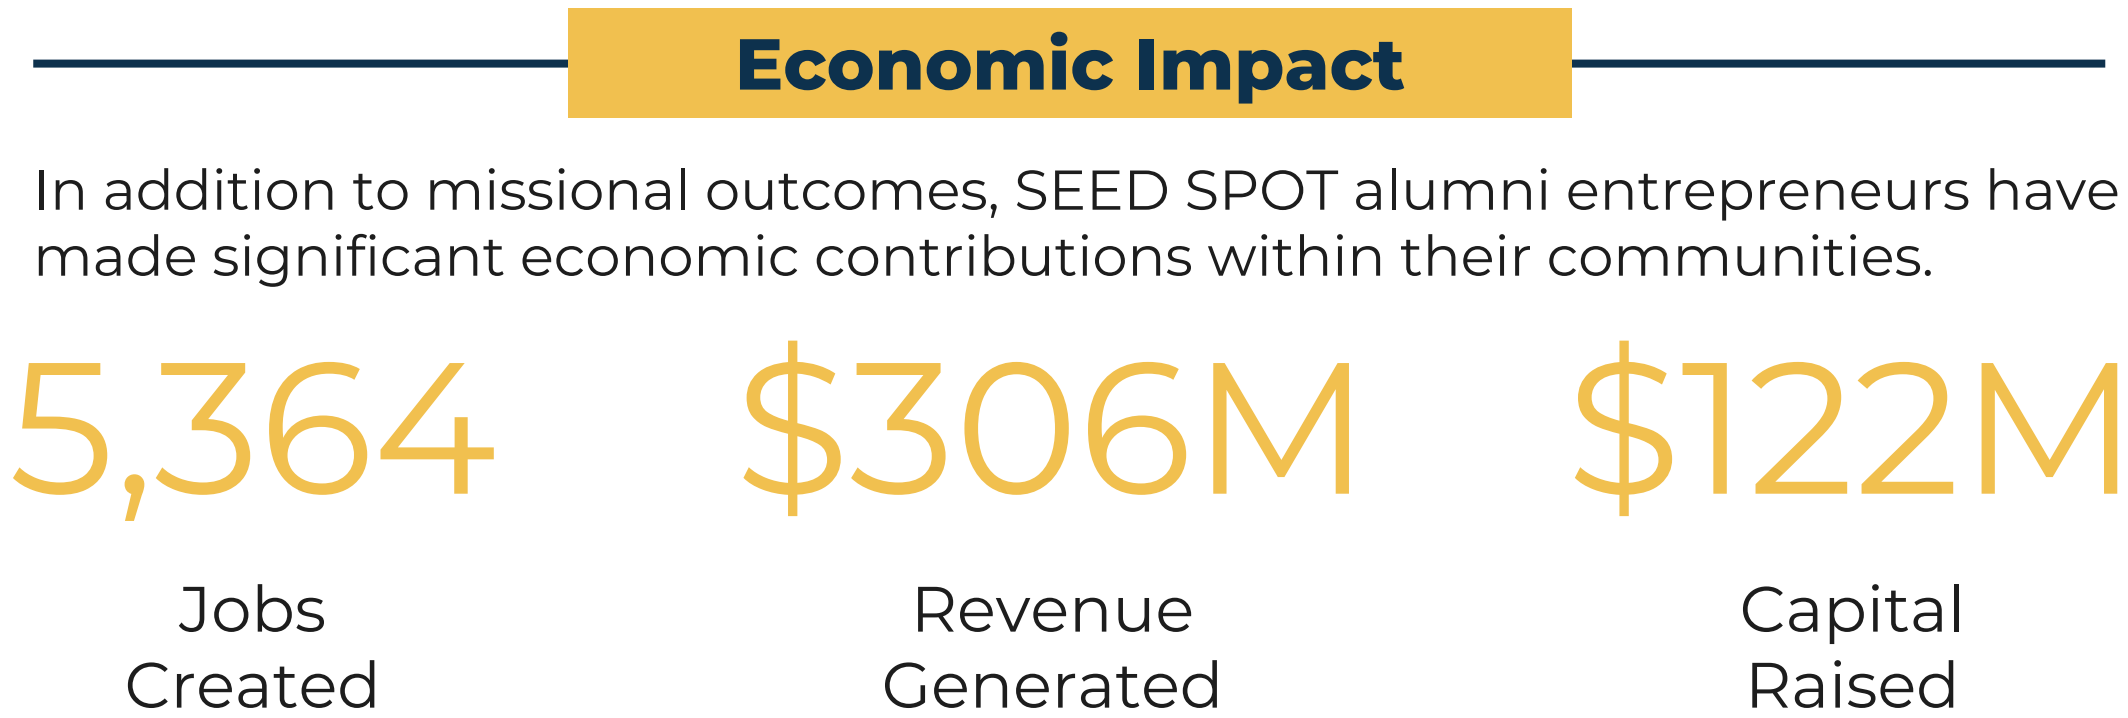 Economic Impact
In addition to missional outcomes, SEED SPOT alumni entrepreneurs have
made significant economic contributions within their communities.
5,364
Jobs
Created
$306M
Revenue
Generated
$122M
Capital
Raised